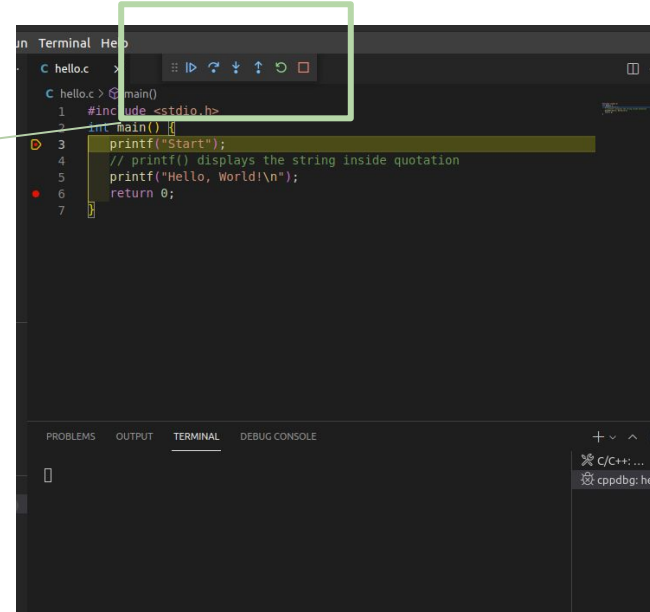 un Terminal Help
C hello.c
C hello.c > main()
1 #include <stdio.h>
2 int main() {
3 printf("Start");
4 // printf() displays the string inside quotation
5 printf("Hello, World!\n");
6 return 0;
7 }
PROBLEMS OUTPUT TERMINAL DEBUG CONSOLE
C/C++: ...
cppdbg: he